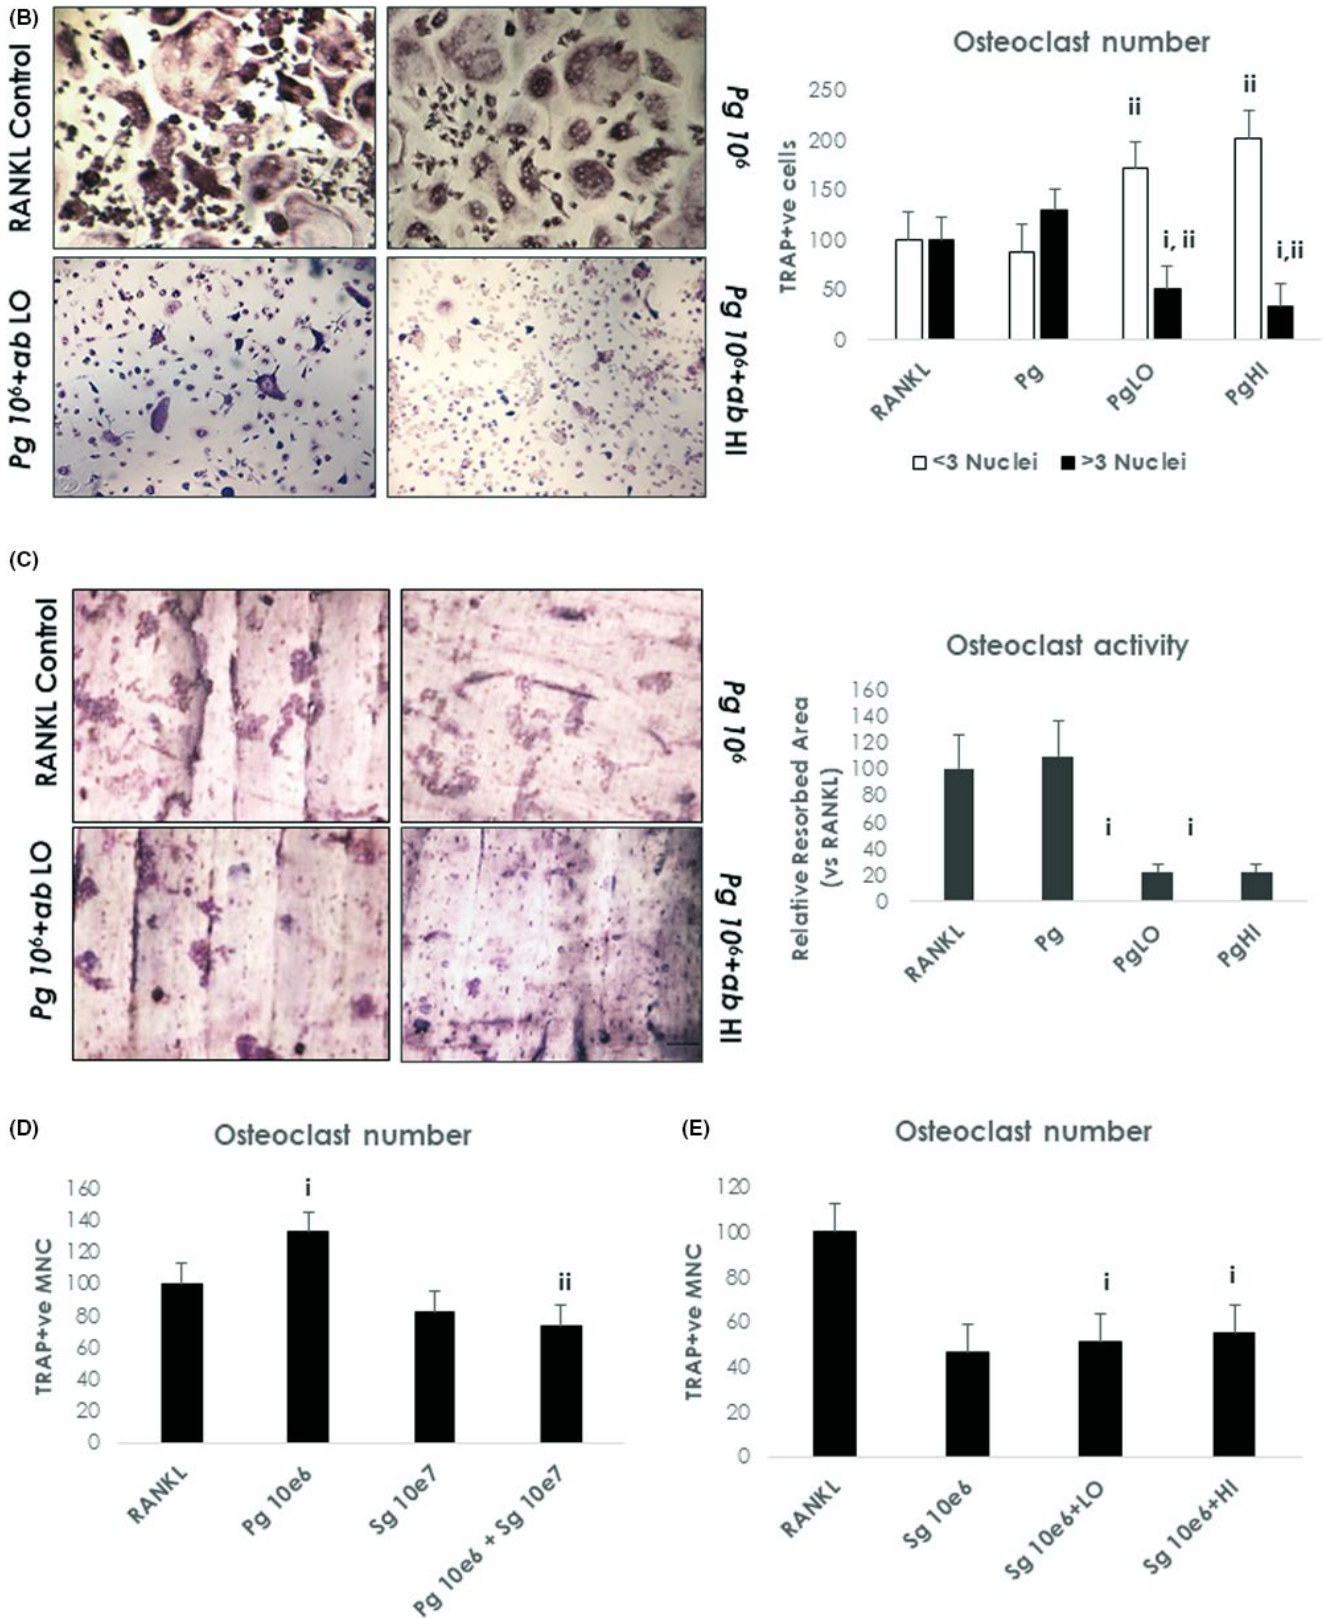 (B)
RANKL Control
Pg 10⁶
Pg 10⁶+ab LO
Pg 10⁶+ab HI
Osteoclast number
TRAP+ve cells
250
200
150
100
50
0
ii
ii
i, ii
i,ii
RANKL
Pg
PgLO
PgHI
<3 Nuclei
>3 Nuclei
(C)
RANKL Control
Pg 10⁶
Pg 10⁶+ab LO
Pg 10⁶+ab HI
Osteoclast activity
Relative Resorbed Area
(vs RANKL)
160
140
120
100
80
60
40
20
0
i
i
RANKL
Pg
PgLO
PgHI
(D)
Osteoclast number
TRAP+ve MNC
160
140
120
100
80
60
40
20
0
i
ii
RANKL
Pg 10e6
Sg 10e7
Pg 10e6 + Sg 10e7
(E)
Osteoclast number
TRAP+ve MNC
120
100
80
60
40
20
0
i
i
RANKL
Sg 10e6
Sg 10e6+LO
Sg 10e6+HI